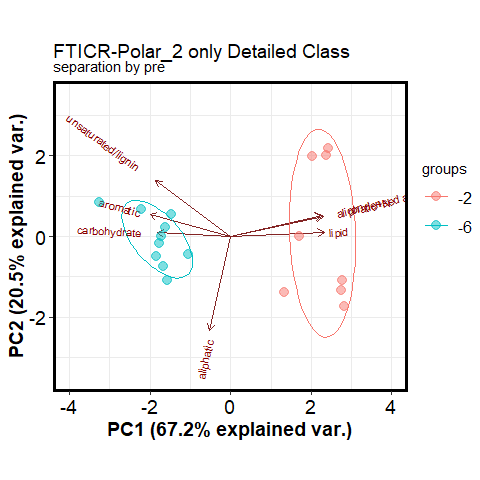 FTICR-Polar_2 only Detailed Class
separation by pre
PC2 (20.5% explained var.)
2
0
-2
unsaturated/lignin
aromatic
carbohydrate
lipid
aliphatic
-4
-2
0
2
4
PC1 (67.2% explained var.)
groups
-2
-6